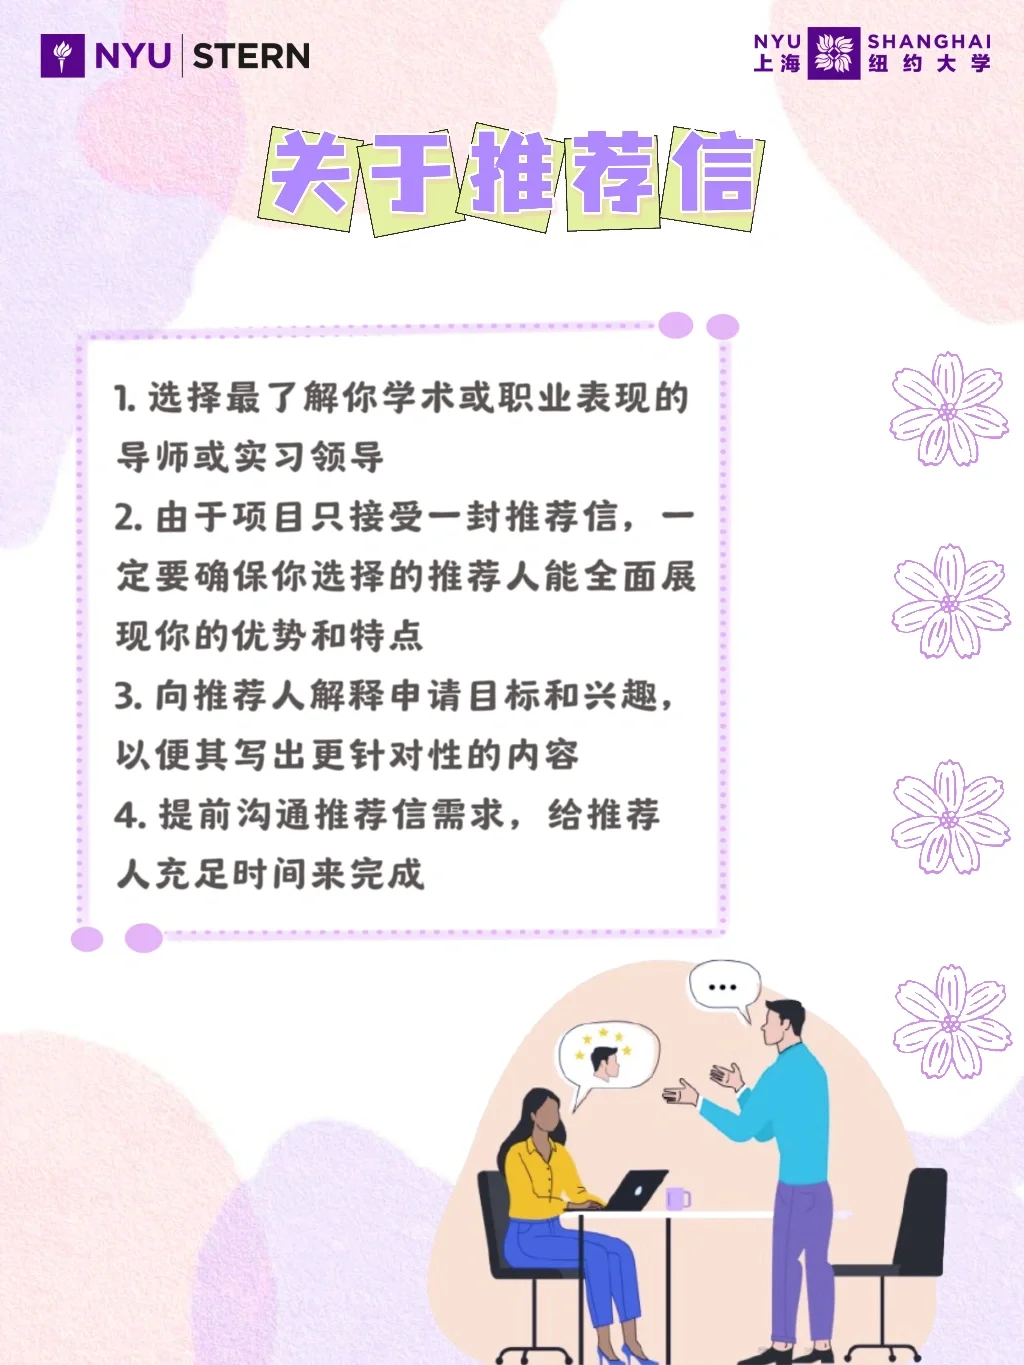 NYU | STERN
NYU SHANGHAI
上海 纽约大学
关于推荐信
1. 选择最了解你学术或职业表现的
导师或实习领导
2. 由于项目只接受一封推荐信，一
定要确保你选择的推荐人能全面展
现你的优势和特点
3. 向推荐人解释申请目标和兴趣，
以便其写出更针对性的内容
4. 提前沟通推荐信需求，给推荐
人充足时间来完成